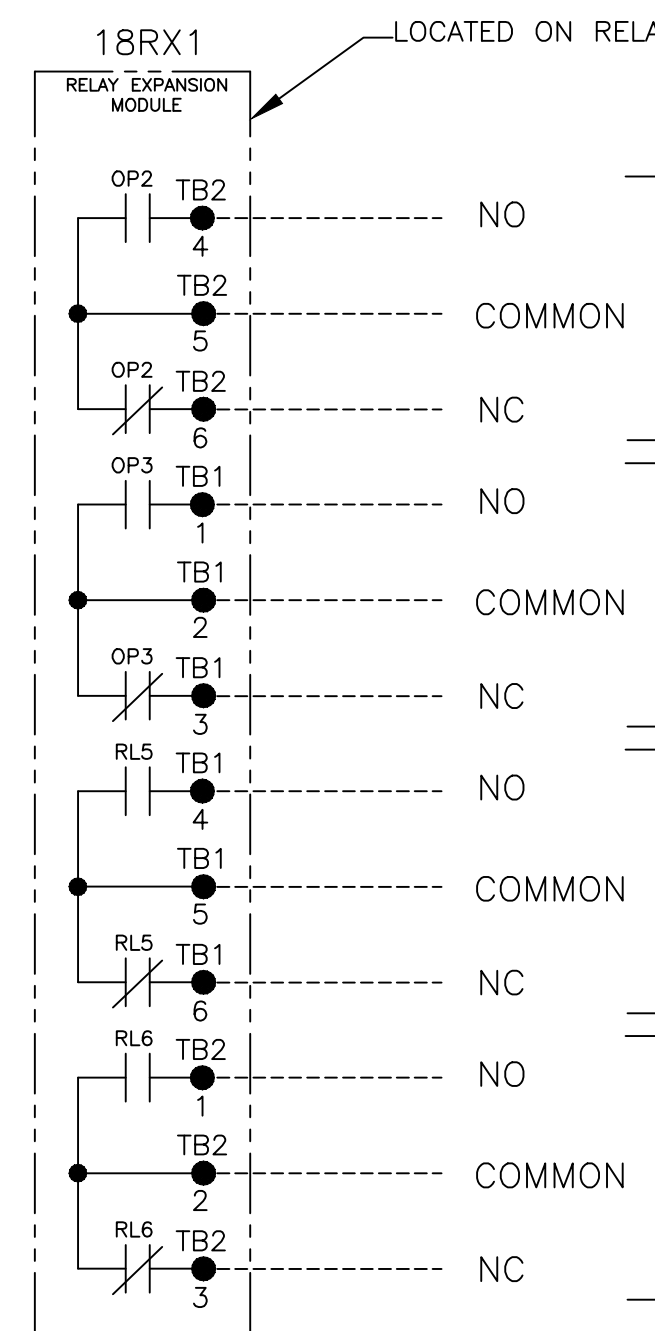 18RX1
LOCATED ON RELA
RELAY EXPANSION
MODULE
OP2 TB2
4
NO
TB2
5
COMMON
OP2 TB2
6
NC
OP3 TB1
1
NO
TB1
2
COMMON
OP3 TB1
3
NC
RL5 TB1
4
NO
TB1
5
COMMON
RL5 TB1
6
NC
RL6 TB2
1
NO
TB2
2
COMMON
RL6 TB2
3
NC